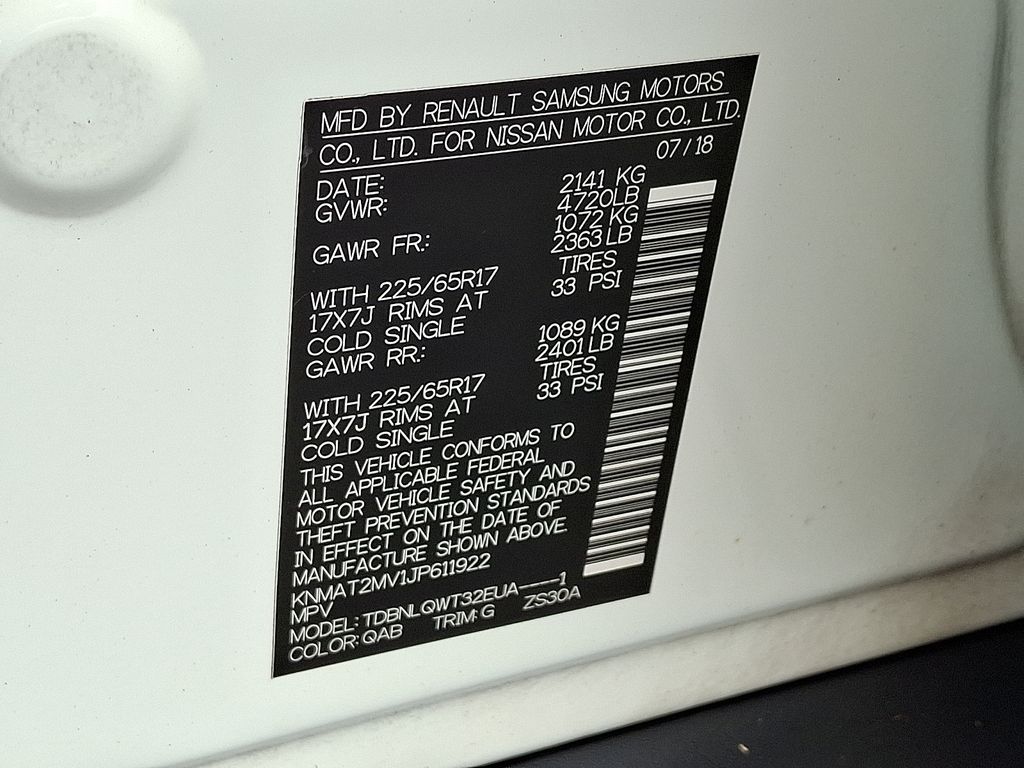 MFD BY RENAULT SAMSUNG MOTORS
CO., LTD. FOR NISSAN MOTOR CO., LTD.
DATE: 07/18
GVWR: 2141 KG
4720LB
GAWR FR.: 1072 KG
2363LB
WITH 225/65R17 TIRES
17X7J RIMS AT 33 PSI
COLD SINGLE
GAWR RR.: 1089 KG
2401LB
WITH 225/65R17 TIRES
17X7J RIMS AT 33 PSI
COLD SINGLE
THIS VEHICLE CONFORMS TO
ALL APPLICABLE FEDERAL
MOTOR VEHICLE SAFETY AND
THEFT PREVENTION STANDARDS
IN EFFECT ON THE DATE OF
MANUFACTURE SHOWN ABOVE.
KNMAT2MV1JP611922
MPV
MODEL: TDBNLQWT32EUA----1
COLOR: QAB TRIM: G ZS30A